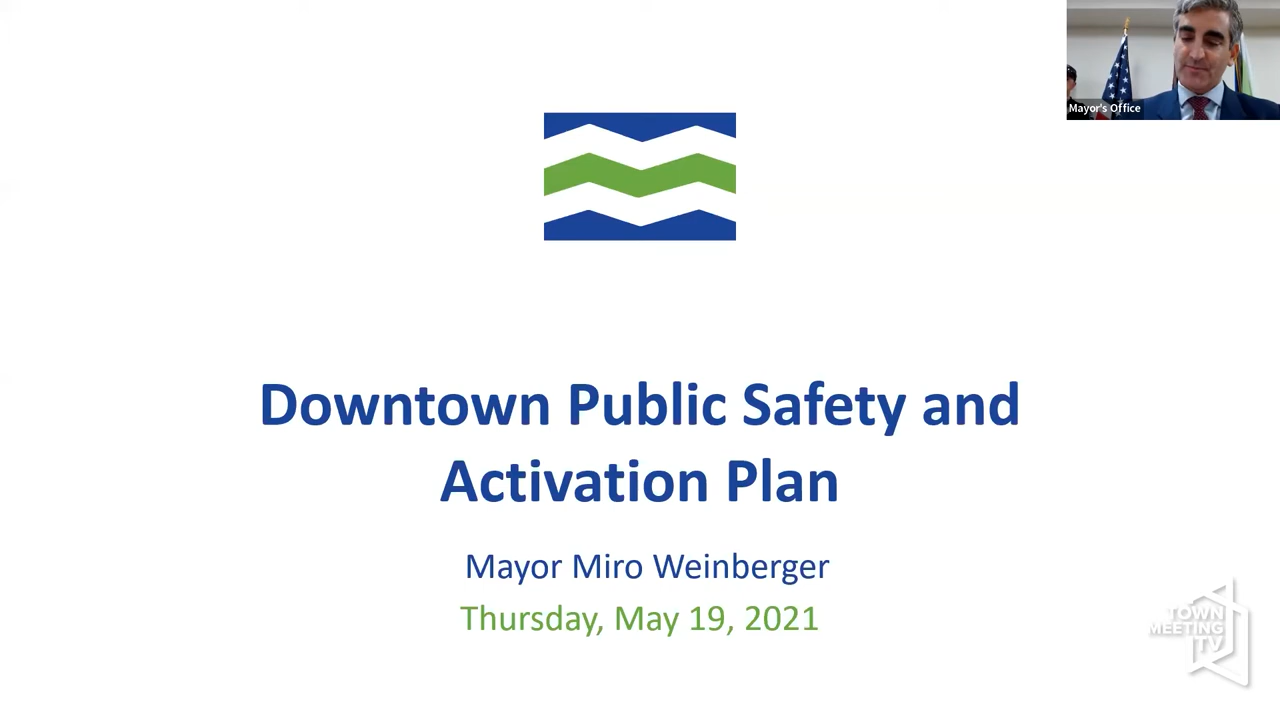 Mayor's Office
Downtown Public Safety and
Activation Plan
Mayor Miro Weinberger
Thursday, May 19, 2021
TOWN
MEETING
TV